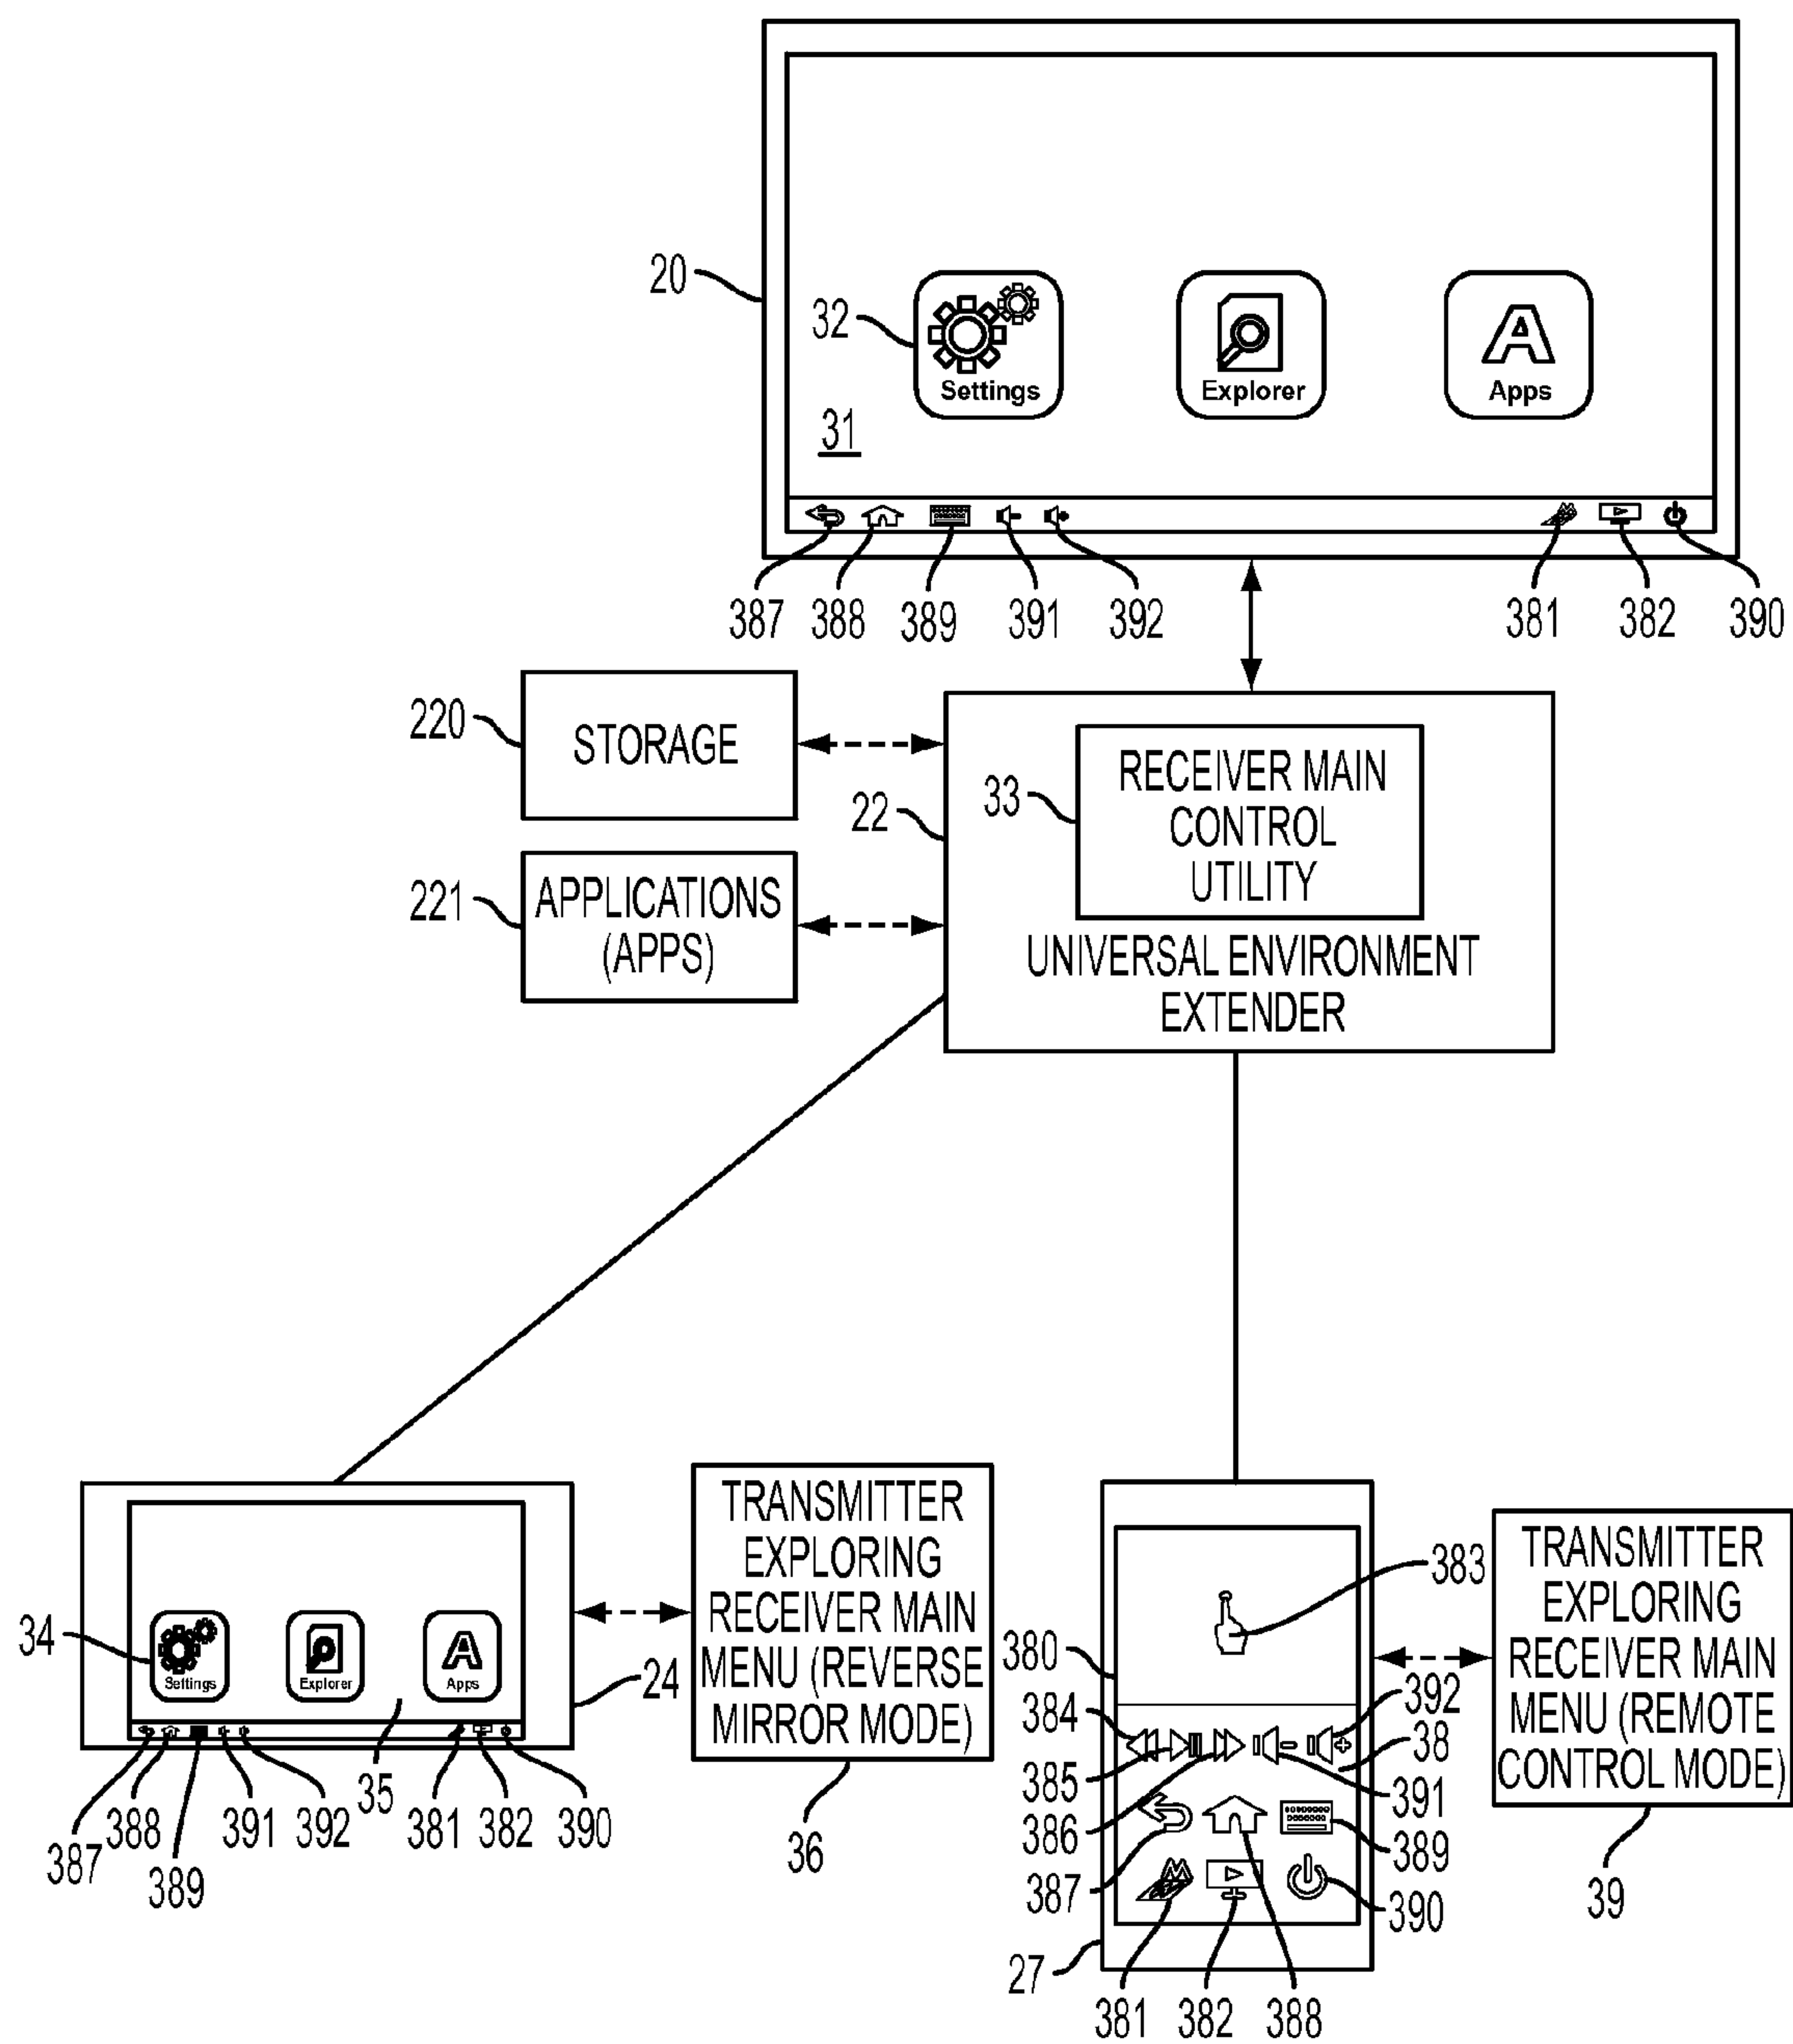 20
32
Settings
Explorer
A
Apps
31
387
388
389
391
392
381
382
390
220
STORAGE
22
33
RECEIVER MAIN
CONTROL
UTILITY
221
APPLICATIONS
(APPS)
UNIVERSAL ENVIRONMENT
EXTENDER
34
Settings
Explorer
A
Apps
24
35
387
388
389
391
392
381
382
390
TRANSMITTER
EXPLORING
RECEIVER MAIN
MENU (REVERSE
MIRROR MODE)
36
383
380
384
392
38
385
391
386
389
387
390
27
381
382
388
TRANSMITTER
EXPLORING
RECEIVER MAIN
MENU (REMOTE
CONTROL MODE)
39